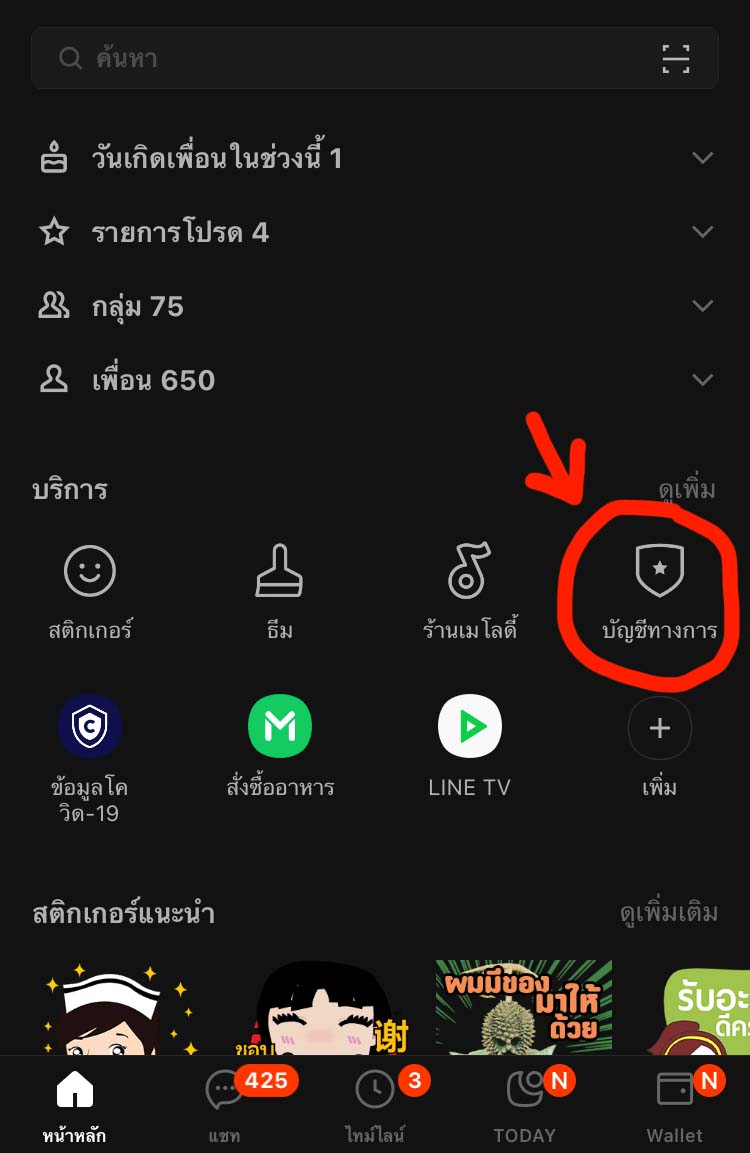 ค้นหา
วันเกิดเพื่อนในช่วงนี้ 1
รายการโปรด 4
กลุ่ม 75
เพื่อน 650
บริการ
ดูเพิ่ม
สติกเกอร์
ธีม
ร้านเมโลดี้
บัญชีทางการ
ข้อมูลโค
วิด-19
สั่งซื้ออาหาร
LINE TV
เพิ่ม
สติกเกอร์แนะนำ
ดูเพิ่มเติม
ผมมีของ
มาให้
ด้วย
รับอะ
ดีค
ขอบ
谢
425
3
N
N
หน้าหลัก
แชท
ไทม์ไลน์
TODAY
Wallet